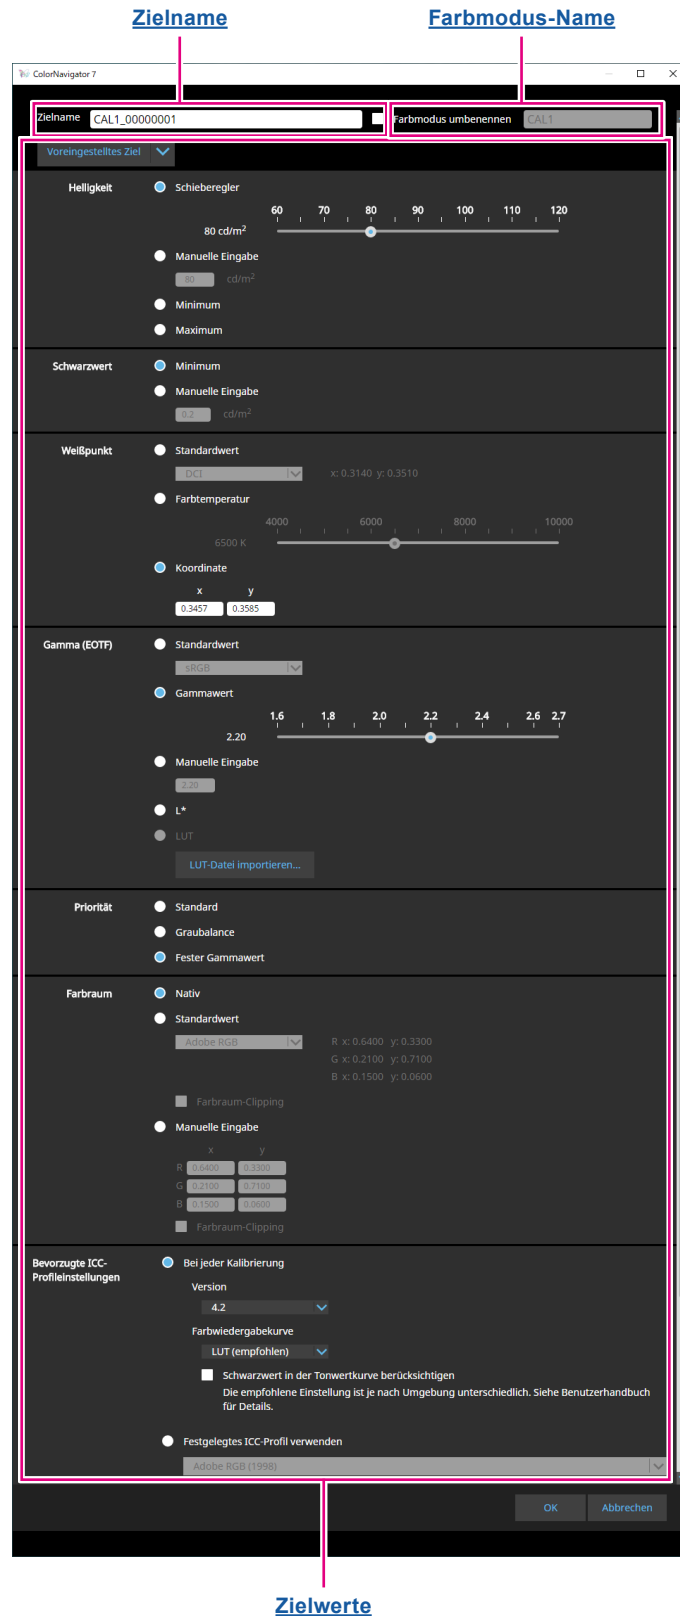 Zielname Farbmodus-Name
ColorNavigator 7
Zielname CAL1_00000001 Farbmodus umbenennen CAL1
Voreingestelltes Ziel
Helligkeit Schieberegler
60 70 80 90 100 110 120
80 cd/m²
Manuelle Eingabe
80 cd/m²
Minimum
Maximum
Schwarzwert Minimum
Manuelle Eingabe
0.2 cd/m²
Weißpunkt Standardwert
DCI x: 0.3140 y: 0.3510
Farbtemperatur
4000 6000 8000 10000
6500 K
Koordinate
x y
0.3457 0.3585
Gamma (EOTF) Standardwert
sRGB
Gammawert
1.6 1.8 2.0 2.2 2.4 2.6 2.7
2.20
Manuelle Eingabe
2.20
L*
LUT
LUT-Datei importieren...
Priorität Standard
Graubalance
Fester Gammawert
Farbraum Nativ
Standardwert
Adobe RGB R x: 0.6400 y: 0.3300
G x: 0.2100 y: 0.7100
B x: 0.1500 y: 0.0600
Farbraum-Clipping
Manuelle Eingabe
x y
R 0.6400 0.3300
G 0.2100 0.7100
B 0.1500 0.0600
Farbraum-Clipping
Bevorzugte ICC- Bei jeder Kalibrierung
Profileinstellungen
Version
4.2
Farbwiedergabekurve
LUT (empfohlen)
Schwarzwert in der Tonwertkurve berücksichtigen
Die empfohlene Einstellung ist je nach Umgebung unterschiedlich. Siehe Benutzerhandbuch
für Details.
Festgelegtes ICC-Profil verwenden
Adobe RGB (1998)
OK Abbrechen
Zielwerte